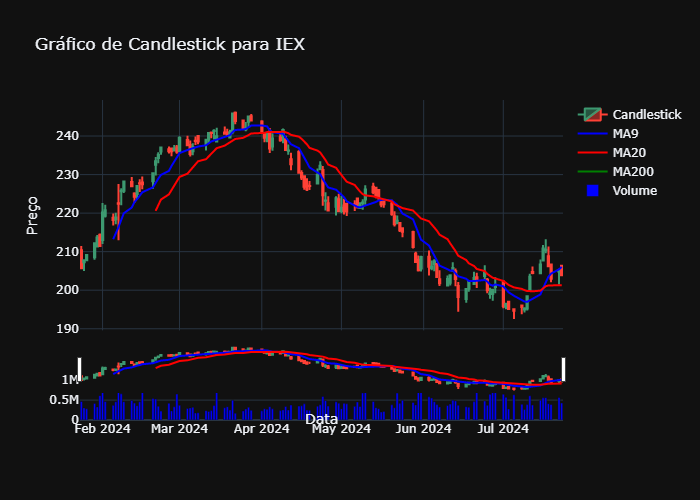 Gráfico de Candlestick para IEX
Candlestick
MA9
MA20
MA200
Volume
Preço
240
230
220
210
200
190
1M
0.5M
0
Data
Feb 2024
Mar 2024
Apr 2024
May 2024
Jun 2024
Jul 2024